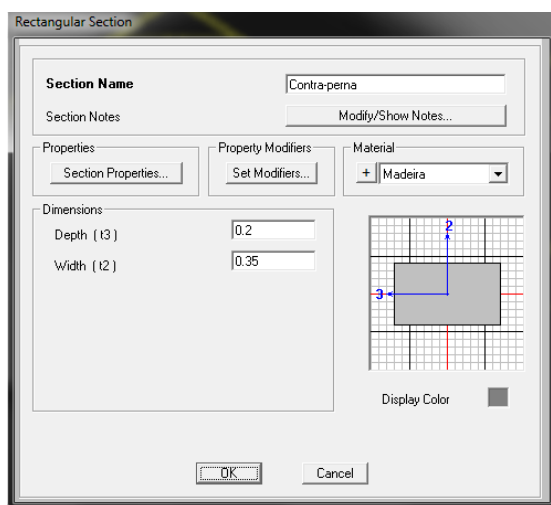 Rectangular Section
Section Name
Contra-perna
Section Notes
Modify/Show Notes...
Properties
Section Properties...
Property Modifiers
Set Modifiers...
Material
+
Madeira
Dimensions
Depth ( t3 )
0.2
Width ( t2 )
0.35
2
3
Display Color
OK
Cancel